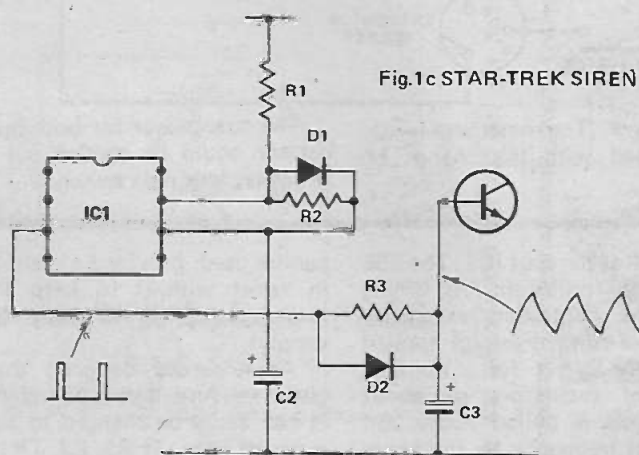 Fig.1c STAR-TREK SIREN
R1
D1
R2
IC1
R3
D2
C2
+
C3
+